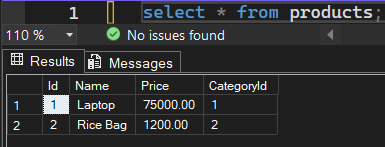 1 select * from products;
110 % No issues found
Results Messages
Id Name Price CategoryId
1 1 Laptop 75000.00 1
2 2 Rice Bag 1200.00 2